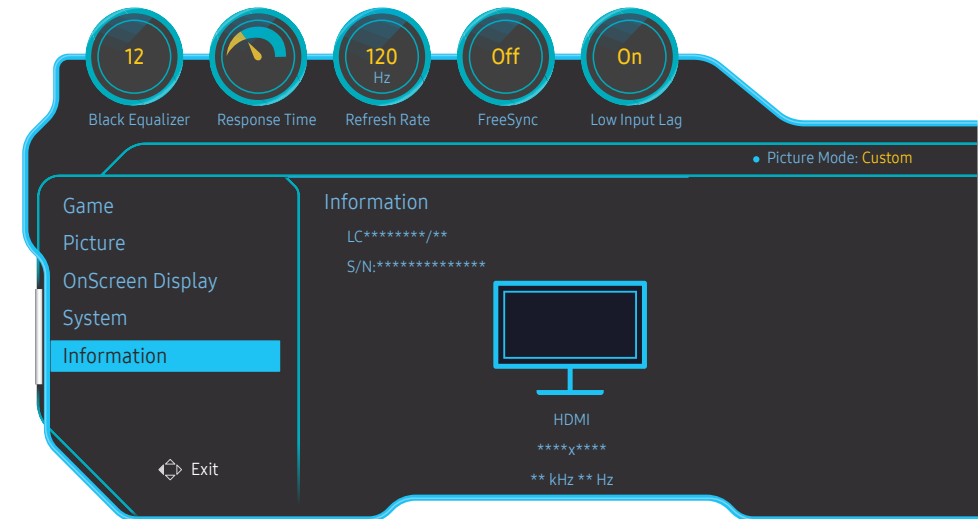 12
120
Hz
Off
On
Black Equalizer
Response Time
Refresh Rate
FreeSync
Low Input Lag
Picture Mode: Custom
Game
Picture
OnScreen Display
System
Information
Exit
Information
LC********/**
S/N:**************
HDMI
****x****
** kHz ** Hz